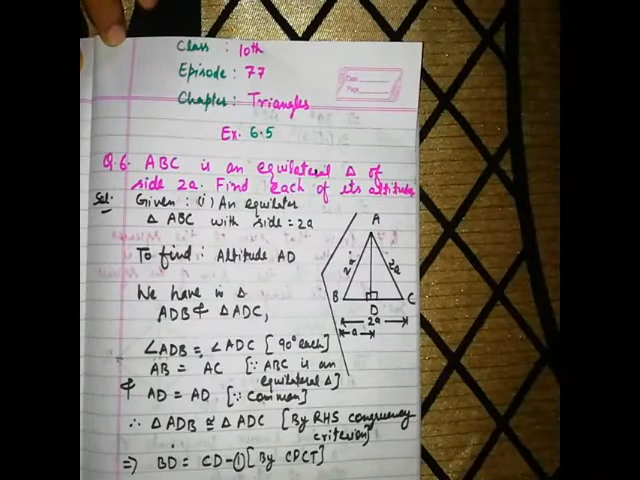 Class : 10th
Episode : 77
Chapter : Triangles
Ex. 6.5
Q.6. ABC is an equilateral Δ of
side 2a. Find each of its altitude
Sol: Given : (i) An equilater
Δ ABC with side = 2a
To find : Altitude AD
We have in Δ
ADB & Δ ADC,
∠ADB = ∠ADC [90° each]
AB = AC [∵ ABC is an
equilateral Δ]
& AD = AD [∵ Common]
∴ Δ ADB ≅ Δ ADC [By RHS congruency
criterion]
⇒ BD = CD –① [By CPCT]
A
2a
2a
B
D
C
2a
a